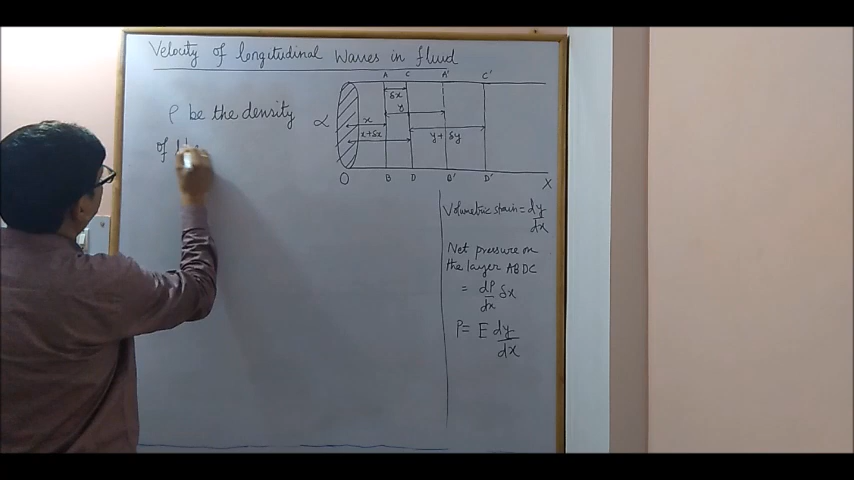 Velocity of longitudinal Waves in fluid
ρ be the density
of
A C A' C'
δx
y
x
x+δx
y + δy
α
O B D B' D' X
Volumetric strain = dy/dx
Net pressure on
the layer ABDC
= dP/dx δx
P = E dy/dx